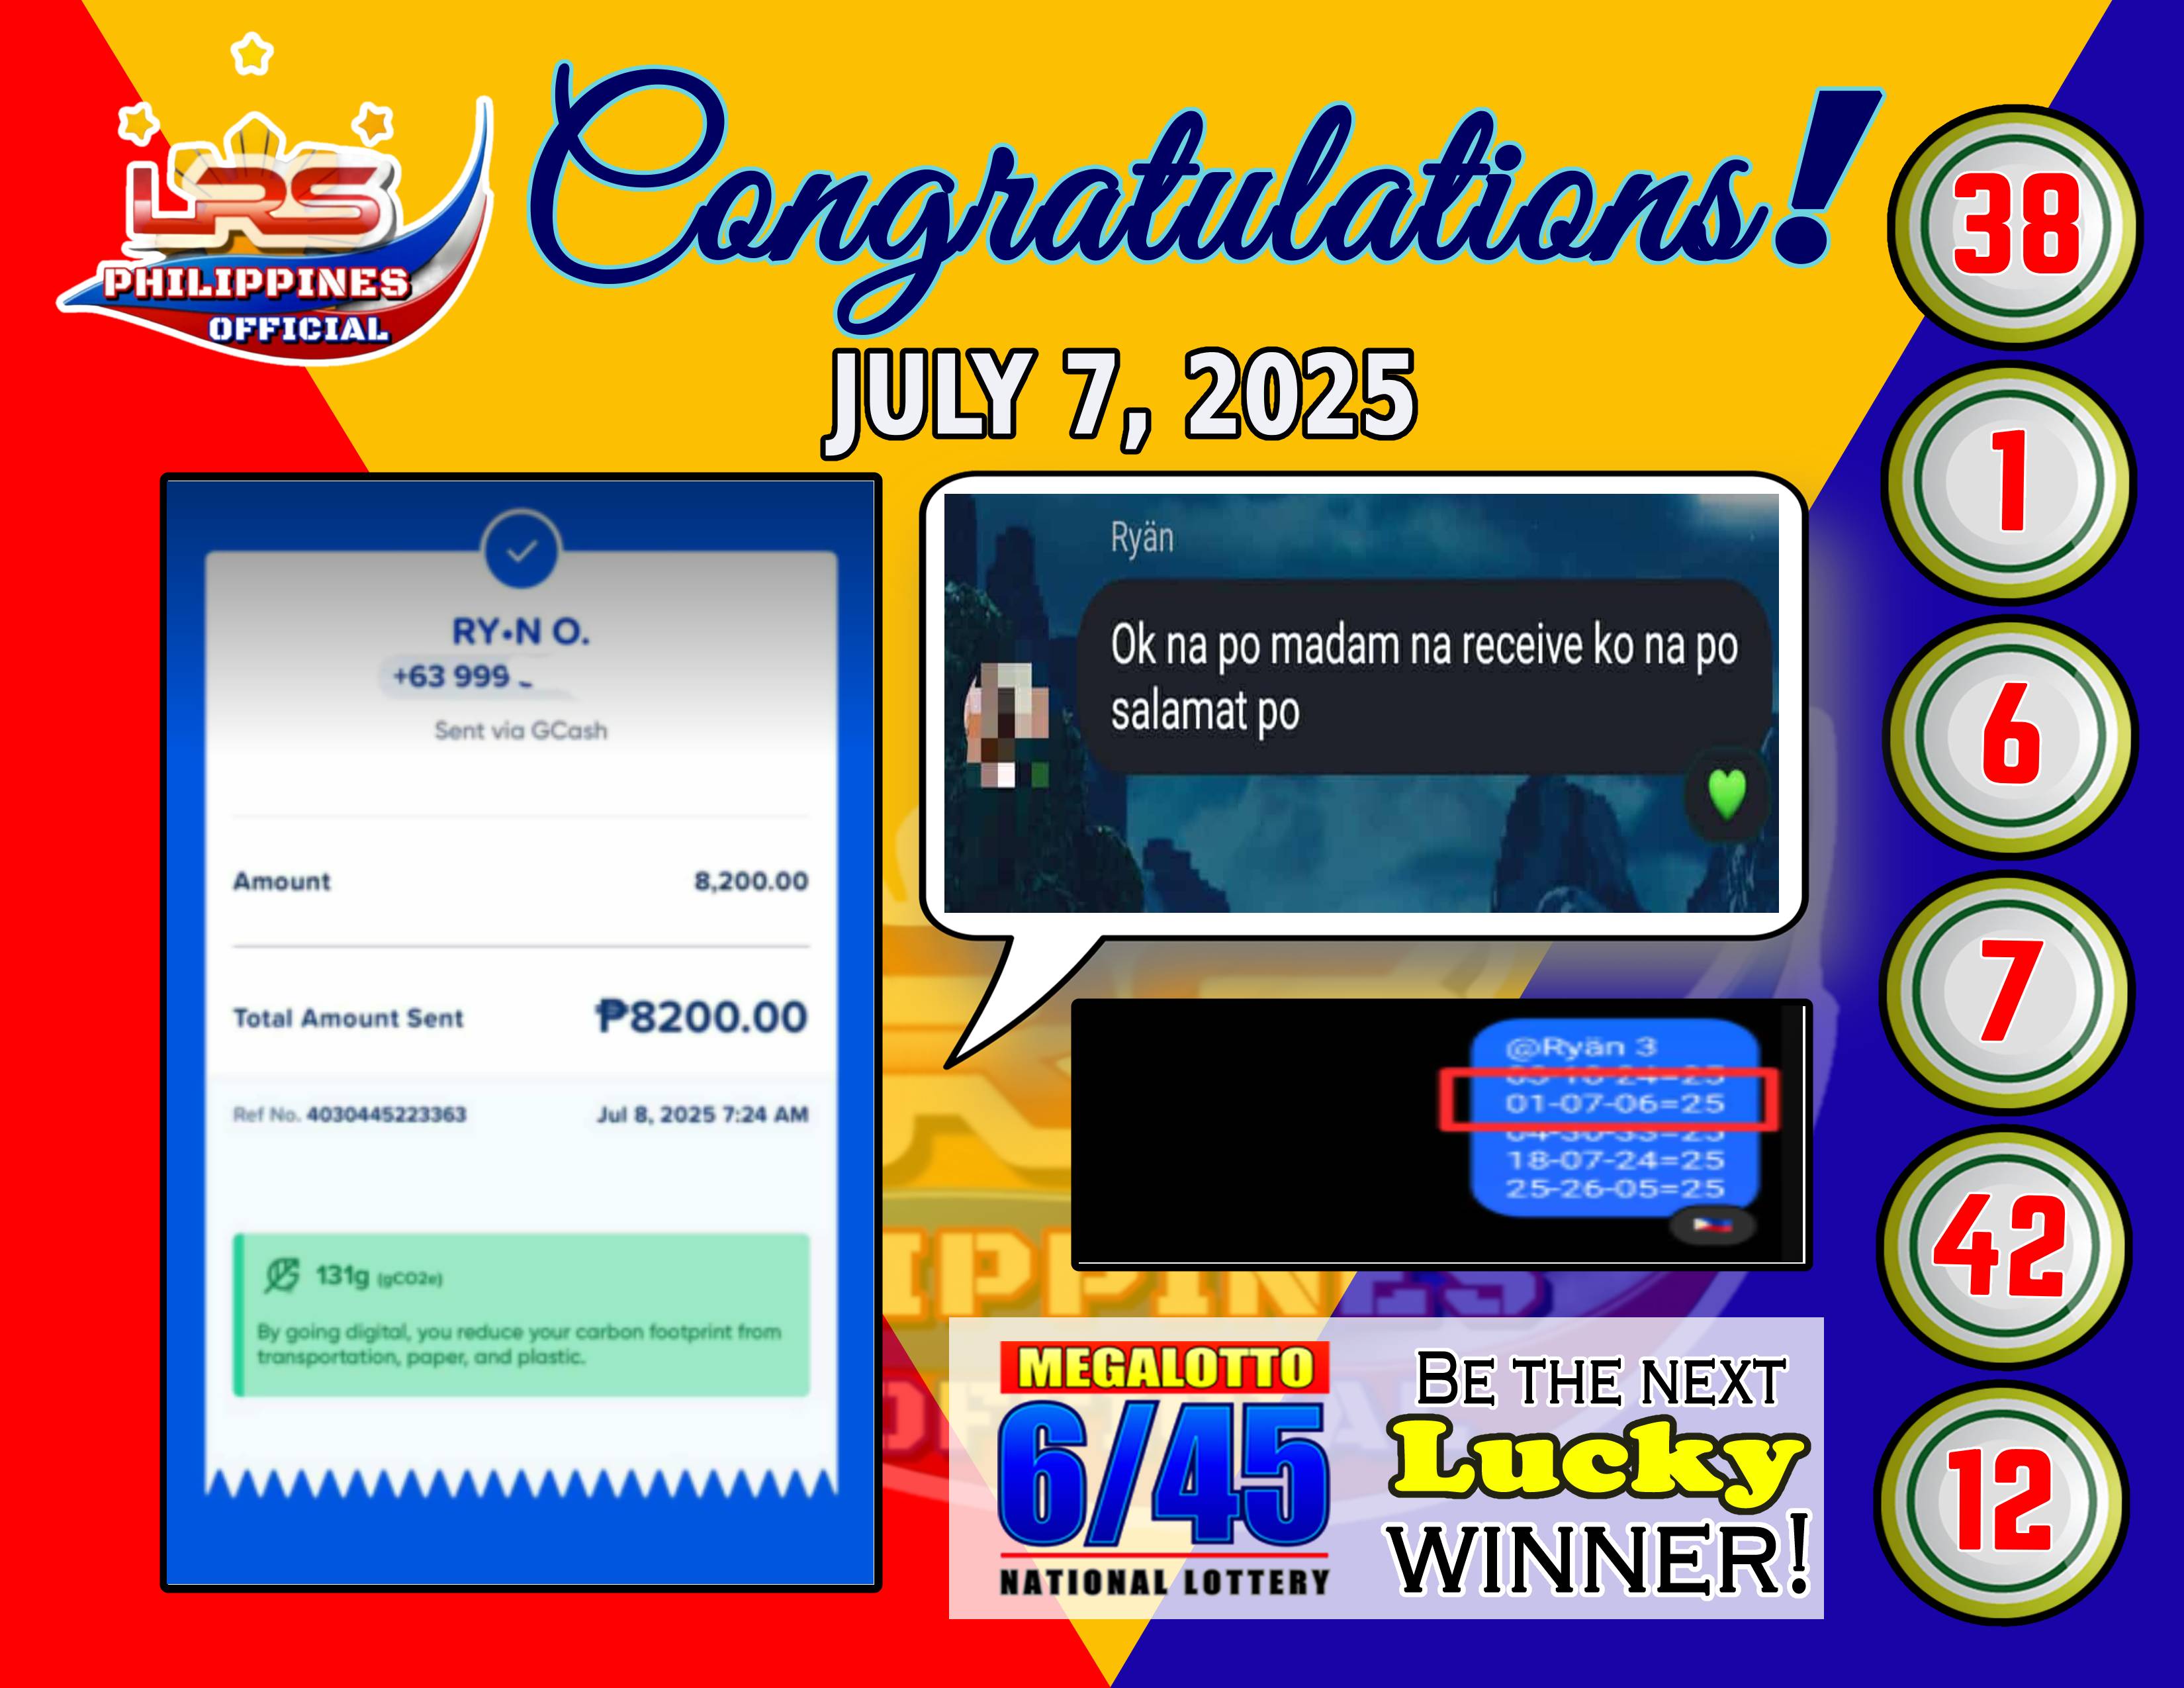 LRS
PHILIPPINES
OFFICIAL
Congratulations!
JULY 7, 2025
RY•N O.
+63 999
Sent via GCash
Amount 8,200.00
Total Amount Sent ₱8200.00
Ref No. 4030445223363 Jul 8, 2025 7:24 AM
131g (gCO2e)
By going digital, you reduce your carbon footprint from
transportation, paper, and plastic.
Ryän
Ok na po madam na receive ko na po
salamat po
@Ryän 3
01-07-06=25
18-07-24=25
25-26-05=25
MEGALOTTO
6/45
NATIONAL LOTTERY
BE THE NEXT
Lucky
WINNER!
38
1
6
7
42
12